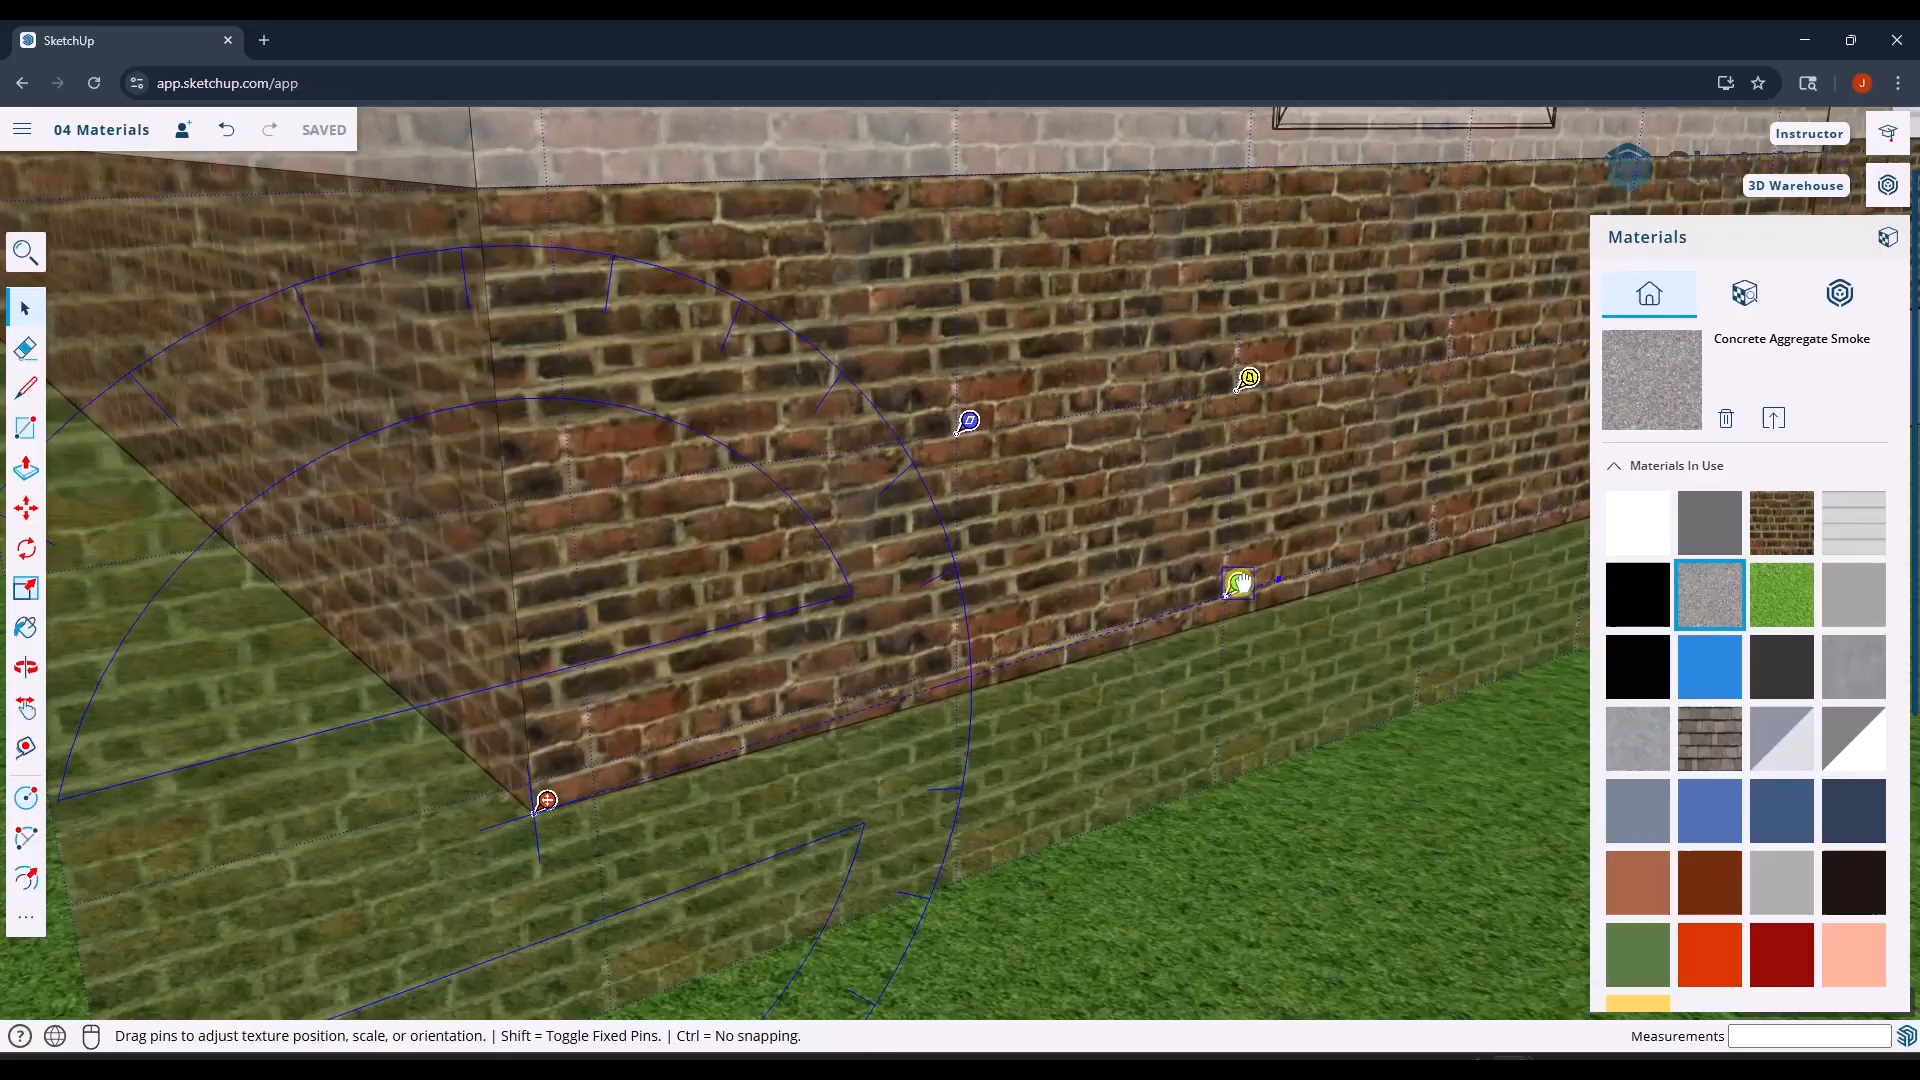 SketchUp
app.sketchup.com/app
J
04 Materials
SAVED
Instructor
3D Warehouse
Materials
Concrete Aggregate Smoke
Materials In Use
Drag pins to adjust texture position, scale, or orientation. | Shift = Toggle Fixed Pins. | Ctrl = No snapping.
Measurements